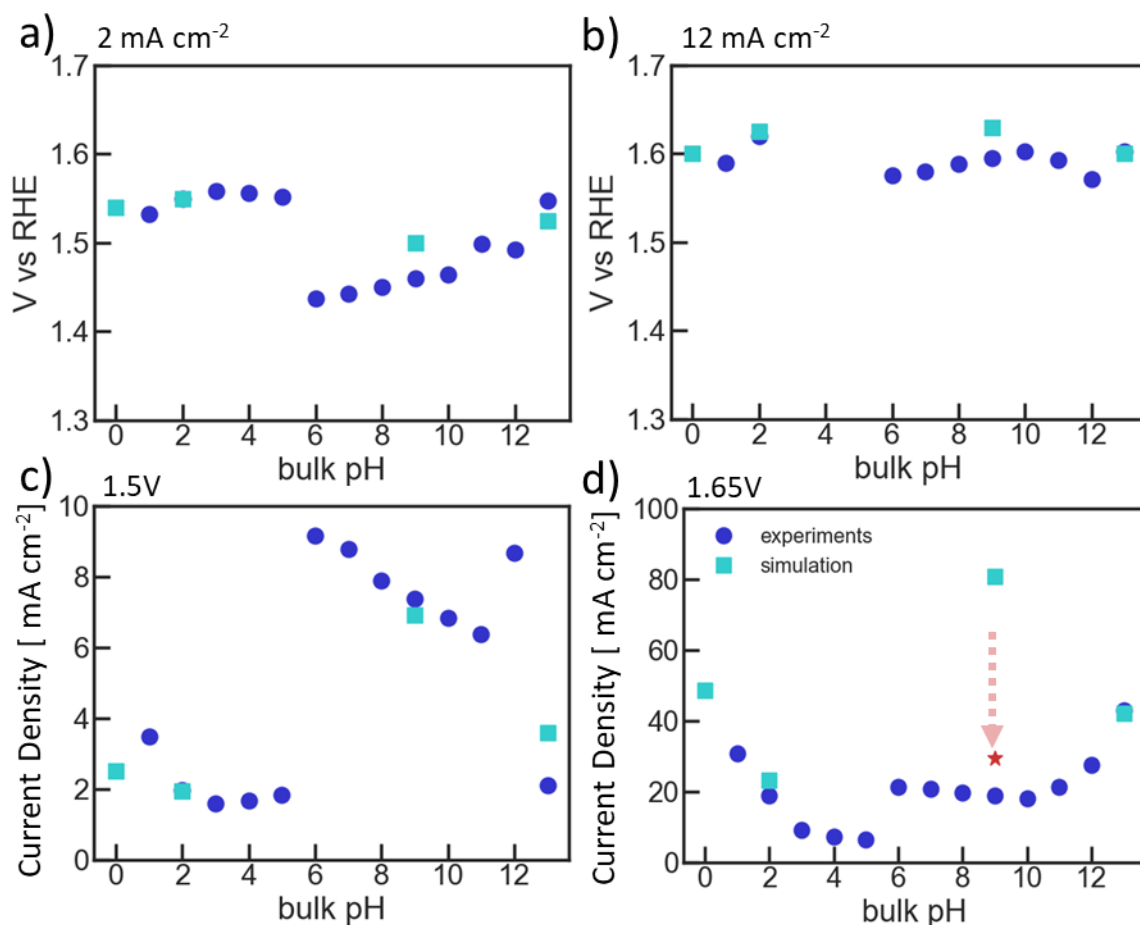 a) 2 mA cm⁻²
1.7
1.6
1.5
1.4
1.3
V vs RHE
0 2 4 6 8 10 12
bulk pH
b) 12 mA cm⁻²
1.7
1.6
1.5
1.4
1.3
V vs RHE
0 2 4 6 8 10 12
bulk pH
c) 1.5V
10
8
6
4
2
0
Current Density [ mA cm⁻²]
0 2 4 6 8 10 12
bulk pH
d) 1.65V
100
80
60
40
20
0
Current Density [ mA cm⁻²]
experiments
simulation
0 2 4 6 8 10 12
bulk pH